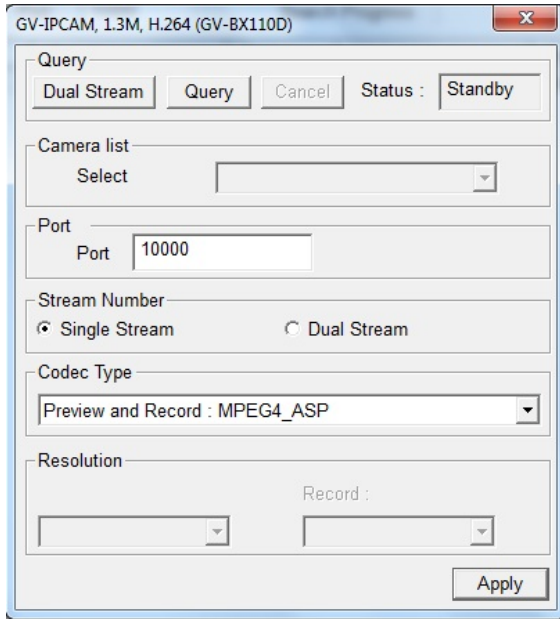 GV-IPCAM, 1.3M, H.264 (GV-BX110D)
Query
Dual Stream Query Cancel Status : Standby
Camera list
Select
Port
Port 10000
Stream Number
Single Stream Dual Stream
Codec Type
Preview and Record : MPEG4_ASP
Resolution
Record :
Apply